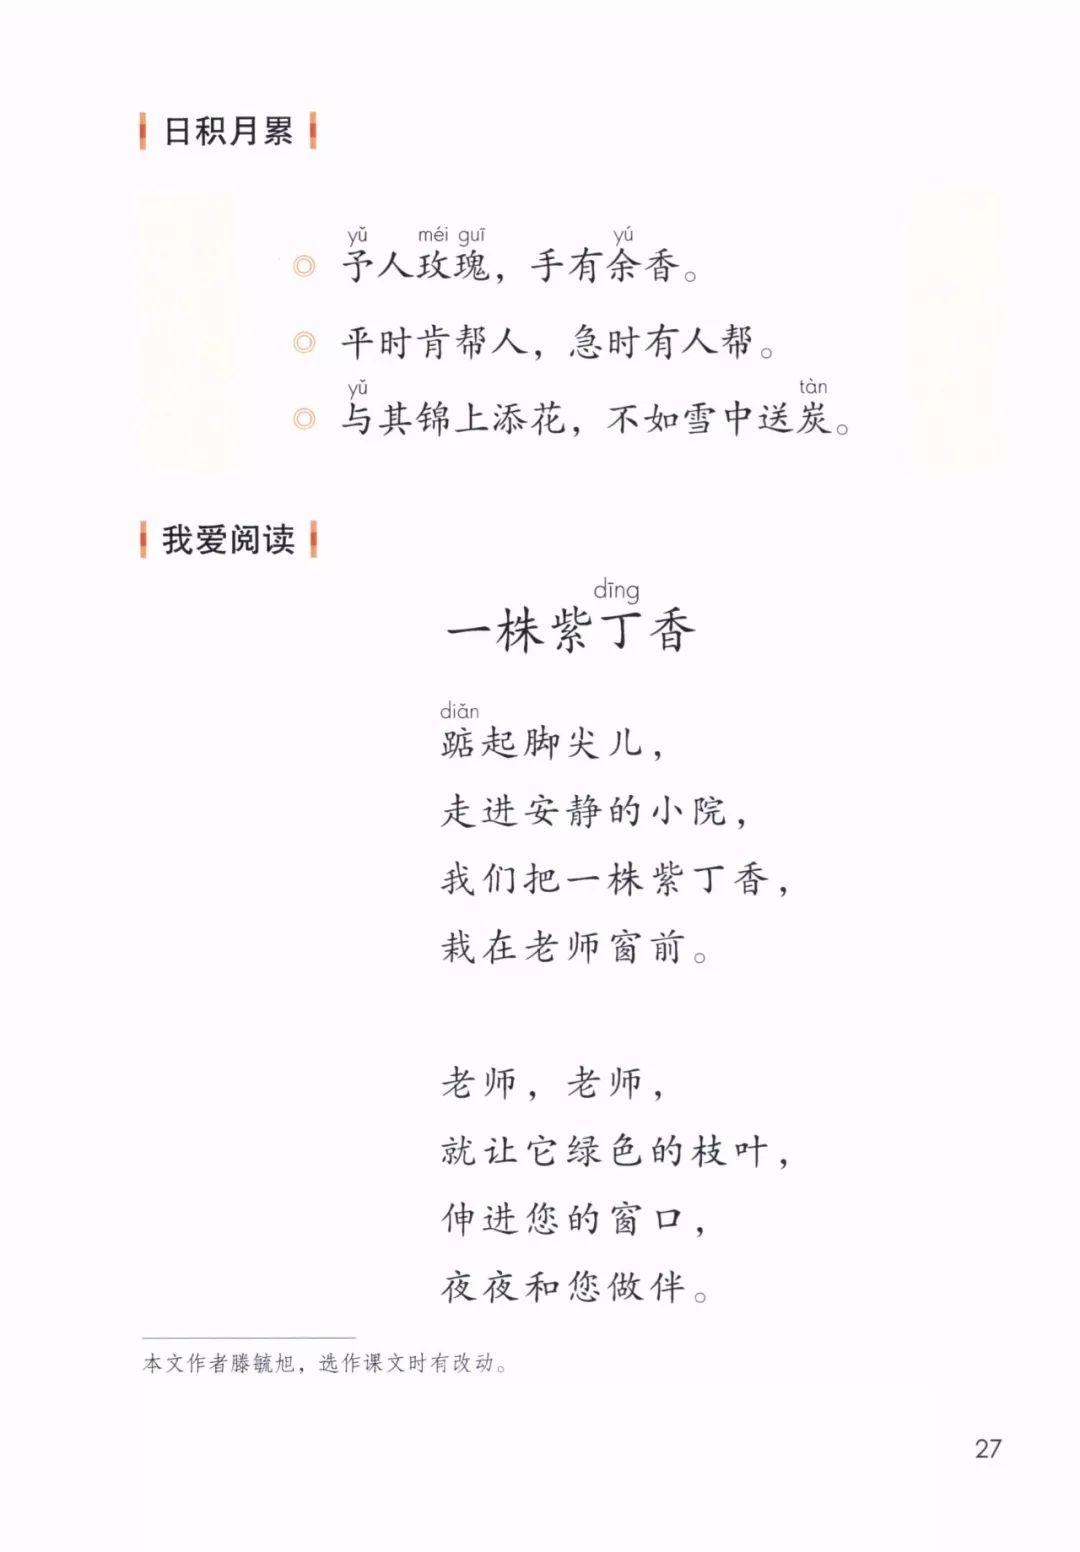 日积月累
yǔ méi guī yú
予人玫瑰，手有余香。
平时肯帮人，急时有人帮。
yǔ tàn
与其锦上添花，不如雪中送炭。
我爱阅读
dīng
一株紫丁香
diǎn
踮起脚尖儿，
走进安静的小院，
我们把一株紫丁香，
栽在老师窗前。
老师，老师，
就让它绿色的枝叶，
伸进您的窗口，
夜夜和您做伴。
本文作者滕毓旭，选作课文时有改动。
27